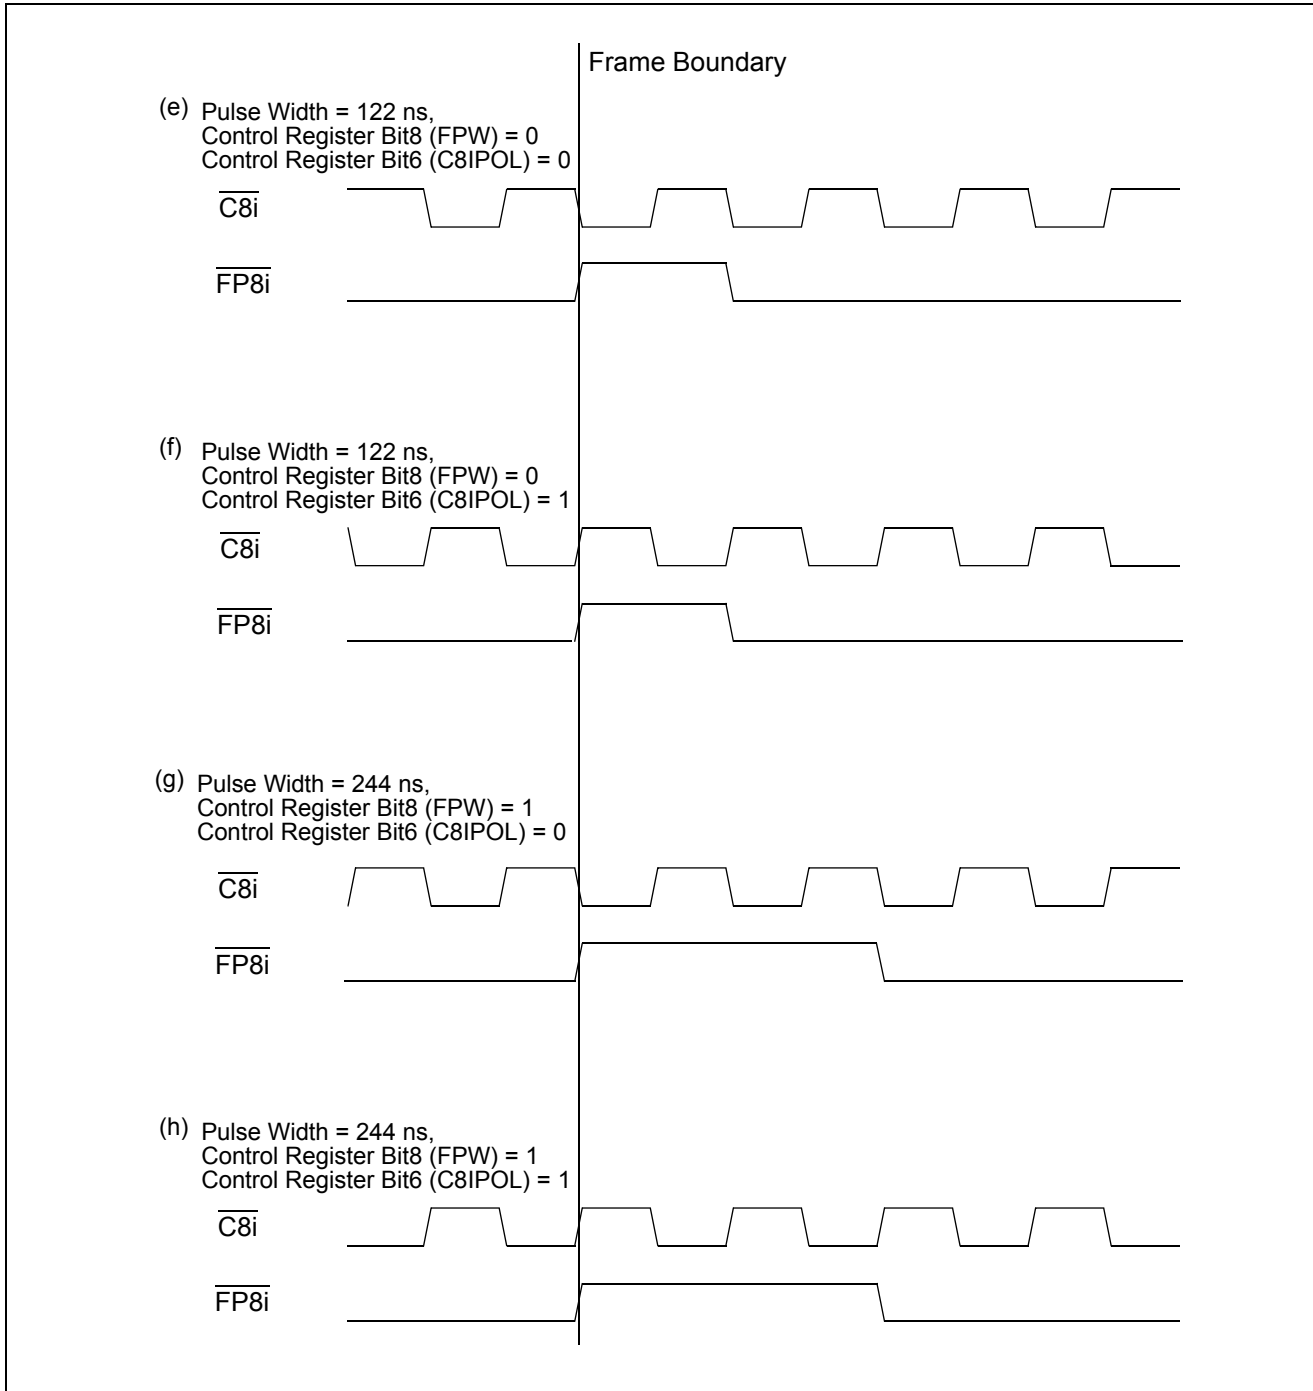 Frame Boundary
(e) Pulse Width = 122 ns,
Control Register Bit8 (FPW) = 0
Control Register Bit6 (C8IPOL) = 0
C8i
FP8i
(f) Pulse Width = 122 ns,
Control Register Bit8 (FPW) = 0
Control Register Bit6 (C8IPOL) = 1
C8i
FP8i
(g) Pulse Width = 244 ns,
Control Register Bit8 (FPW) = 1
Control Register Bit6 (C8IPOL) = 0
C8i
FP8i
(h) Pulse Width = 244 ns,
Control Register Bit8 (FPW) = 1
Control Register Bit6 (C8IPOL) = 1
C8i
FP8i